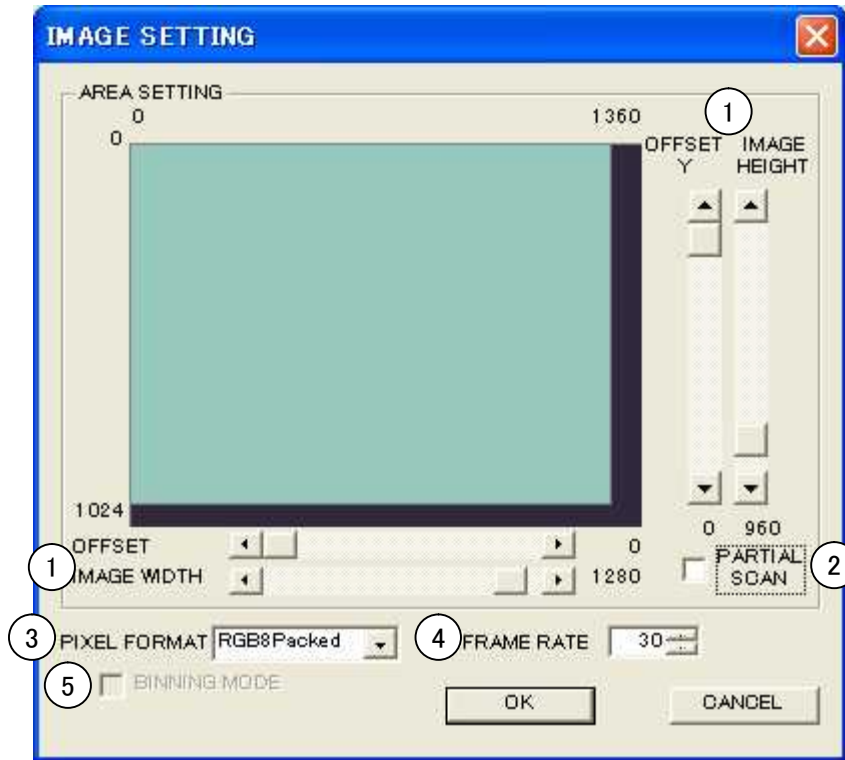 IMAGE SETTING
AREA SETTING
0 1360
1
0
OFFSET Y
IMAGE HEIGHT
1024
0 960
OFFSET 0
1
IMAGE WIDTH 1280
PARTIAL SCAN
2
3 PIXEL FORMAT RGB8Packed
4 FRAME RATE 30
5 BINNING MODE
OK CANCEL